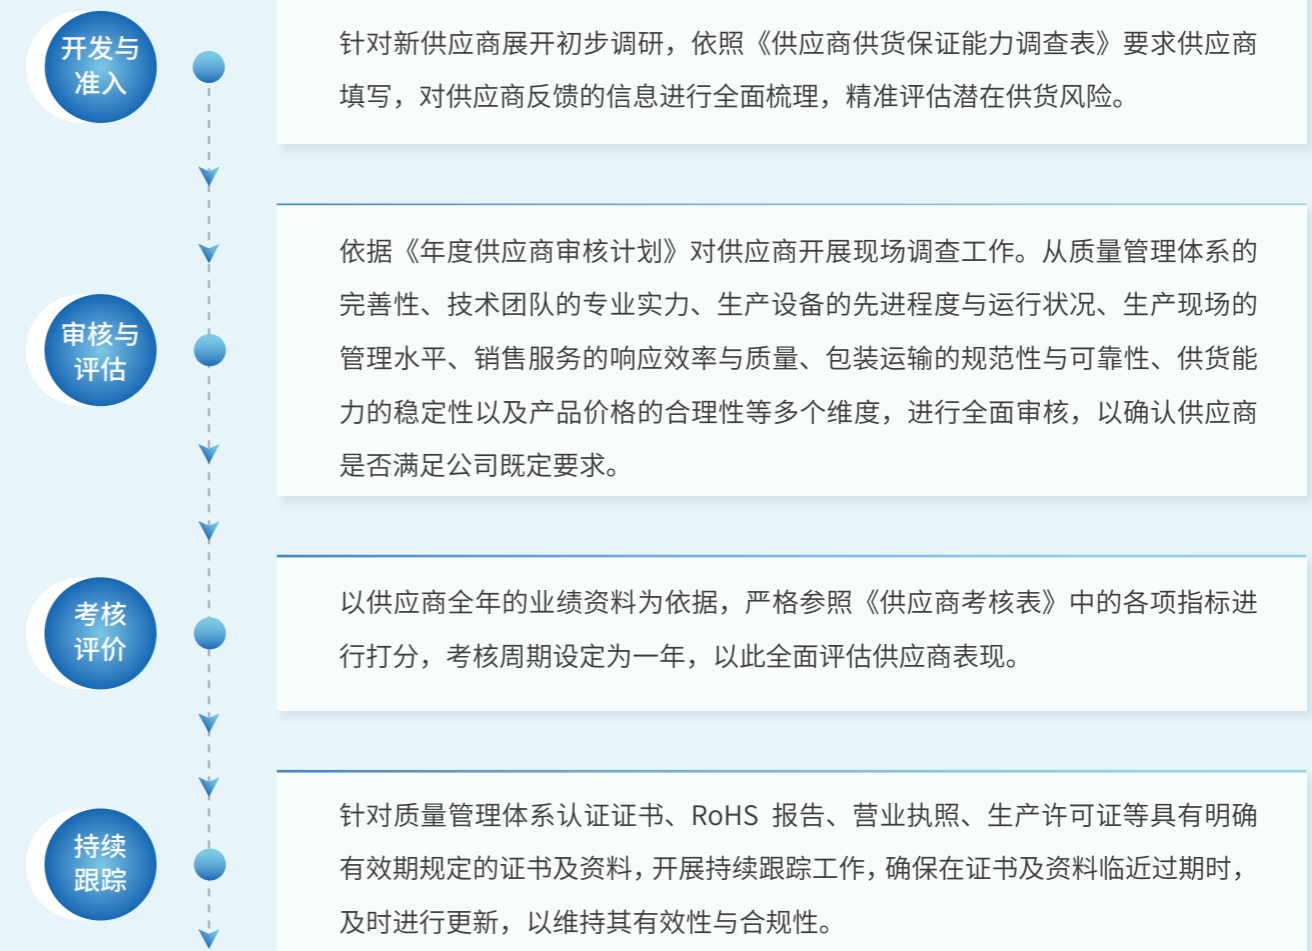 开发与
准入
针对新供应商展开初步调研，依照《供应商供货保证能力调查表》要求供应商
填写，对供应商反馈的信息进行全面梳理，精准评估潜在供货风险。
审核与
评估
依据《年度供应商审核计划》对供应商开展现场调查工作。从质量管理体系的
完善性、技术团队的专业实力、生产设备的先进程度与运行状况、生产现场的
管理水平、销售服务的响应效率与质量、包装运输的规范性与可靠性、供货能
力的稳定性以及产品价格的合理性等多个维度，进行全面审核，以确认供应商
是否满足公司既定要求。
考核
评价
以供应商全年的业绩资料为依据，严格参照《供应商考核表》中的各项指标进
行打分，考核周期设定为一年，以此全面评估供应商表现。
持续
跟踪
针对质量管理体系认证证书、RoHS 报告、营业执照、生产许可证等具有明确
有效期规定的证书及资料，开展持续跟踪工作，确保在证书及资料临近过期时，
及时进行更新，以维持其有效性与合规性。